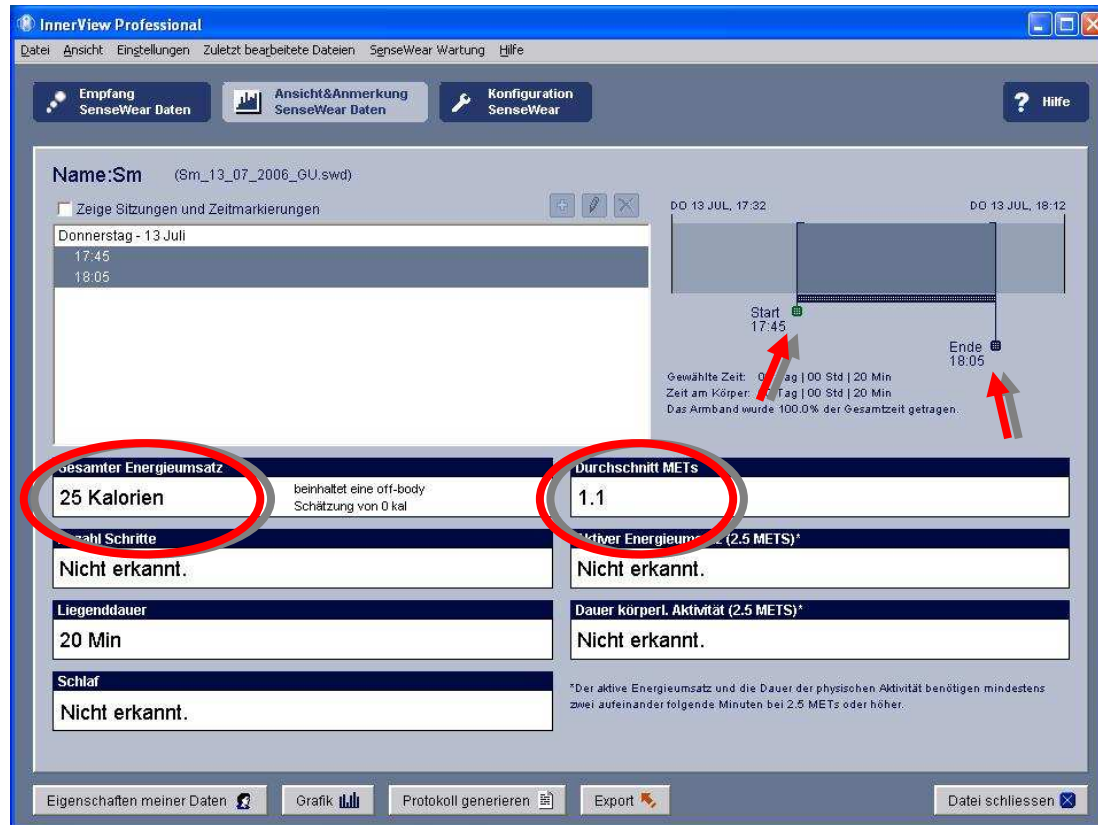 InnerView Professional
Datei Ansicht Einstellungen Zuletzt bearbeitete Dateien SenseWear Wartung Hilfe
Empfang
SenseWear Daten
Ansicht&Anmerkung
SenseWear Daten
Konfiguration
SenseWear
? Hilfe
Name:Sm (Sm_13_07_2006_GU.swd)
Zeige Sitzungen und Zeitmarkierungen
Donnerstag - 13 Juli
17:45
18:05
DO 13 JUL, 17:32
DO 13 JUL, 18:12
Start
17:45
Ende
18:05
Gewählte Zeit: | 00 Std | 20 Min
Zeit am Körper: | 00 Std | 20 Min
Das Armband wurde 100.0% der Gesamtzeit getragen.
Gesamter Energieumsatz
25 Kalorien
beinhaltet eine off-body
Schätzung von 0 kal
Durchschnitt METs
1.1
Anzahl Schritte
Nicht erkannt.
Aktiver Energieumsatz (2.5 METS)*
Nicht erkannt.
Liegenddauer
20 Min
Dauer körperl. Aktivität (2.5 METS)*
Nicht erkannt.
Schlaf
Nicht erkannt.
*Der aktive Energieumsatz und die Dauer der physischen Aktivität benötigen mindestens
zwei aufeinander folgende Minuten bei 2.5 METs oder höher.
Eigenschaften meiner Daten
Grafik
Protokoll generieren
Export
Datei schliessen